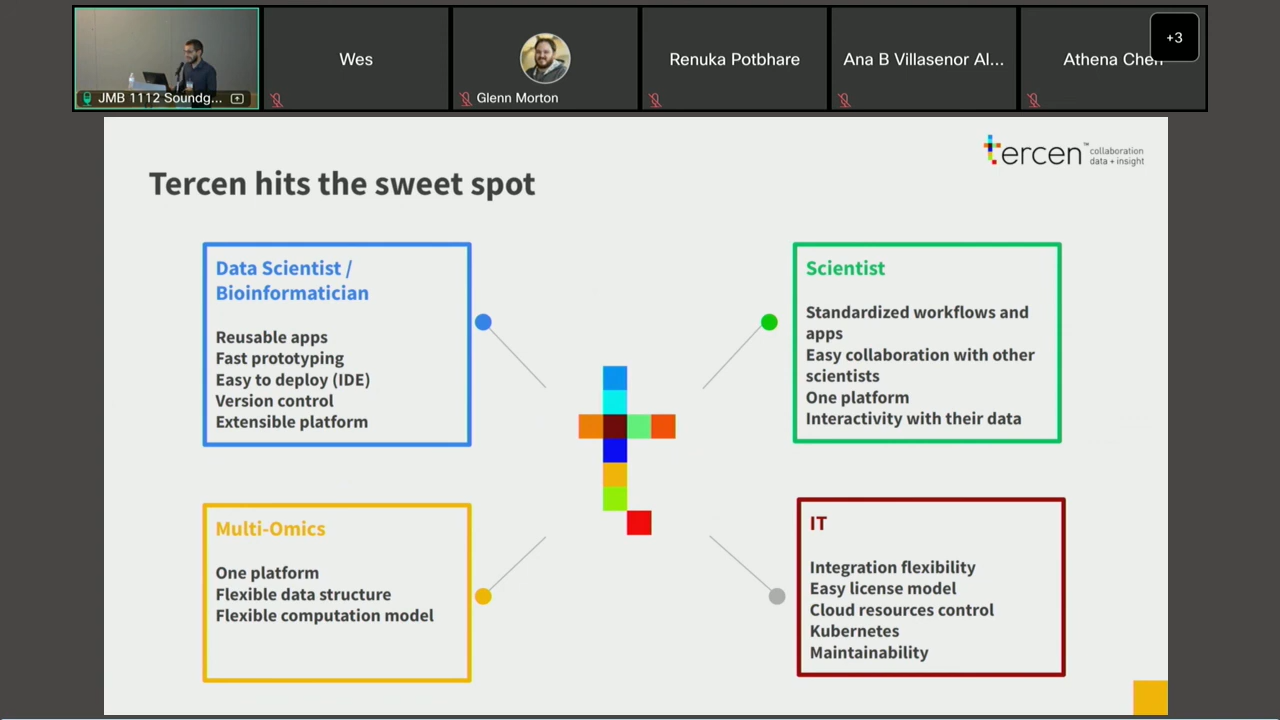 JMB 1112 Soundg...
Wes
Glenn Morton
Renuka Potbhare
Ana B Villasenor Al...
Athena Chen
+3
tercen™
collaboration
data + insight
Tercen hits the sweet spot
Data Scientist /
Bioinformatician
Reusable apps
Fast prototyping
Easy to deploy (IDE)
Version control
Extensible platform
Scientist
Standardized workflows and
apps
Easy collaboration with other
scientists
One platform
Interactivity with their data
Multi-Omics
One platform
Flexible data structure
Flexible computation model
IT
Integration flexibility
Easy license model
Cloud resources control
Kubernetes
Maintainability